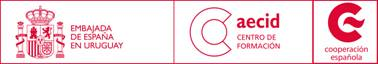 EMBAJADA
DE ESPAÑA
EN URUGUAY
aecid
CENTRO DE
FORMACIÓN
cooperación
española